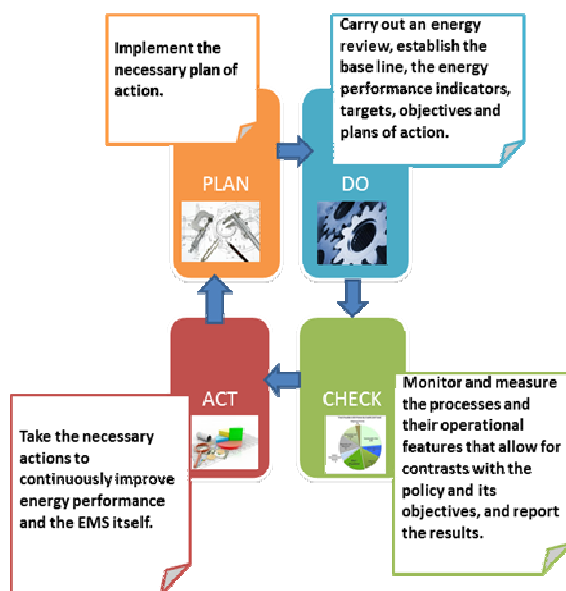 Implement the
necessary plan of
action.
Carry out an energy
review, establish the
base line, the energy
performance indicators,
targets, objectives and
plans of action.
PLAN
DO
ACT
CHECK
Take the necessary
actions to
continuously improve
energy performance
and the EMS itself.
Monitor and measure
the processes and
their operational
features that allow for
contrasts with the
policy and its
objectives, and report
the results.